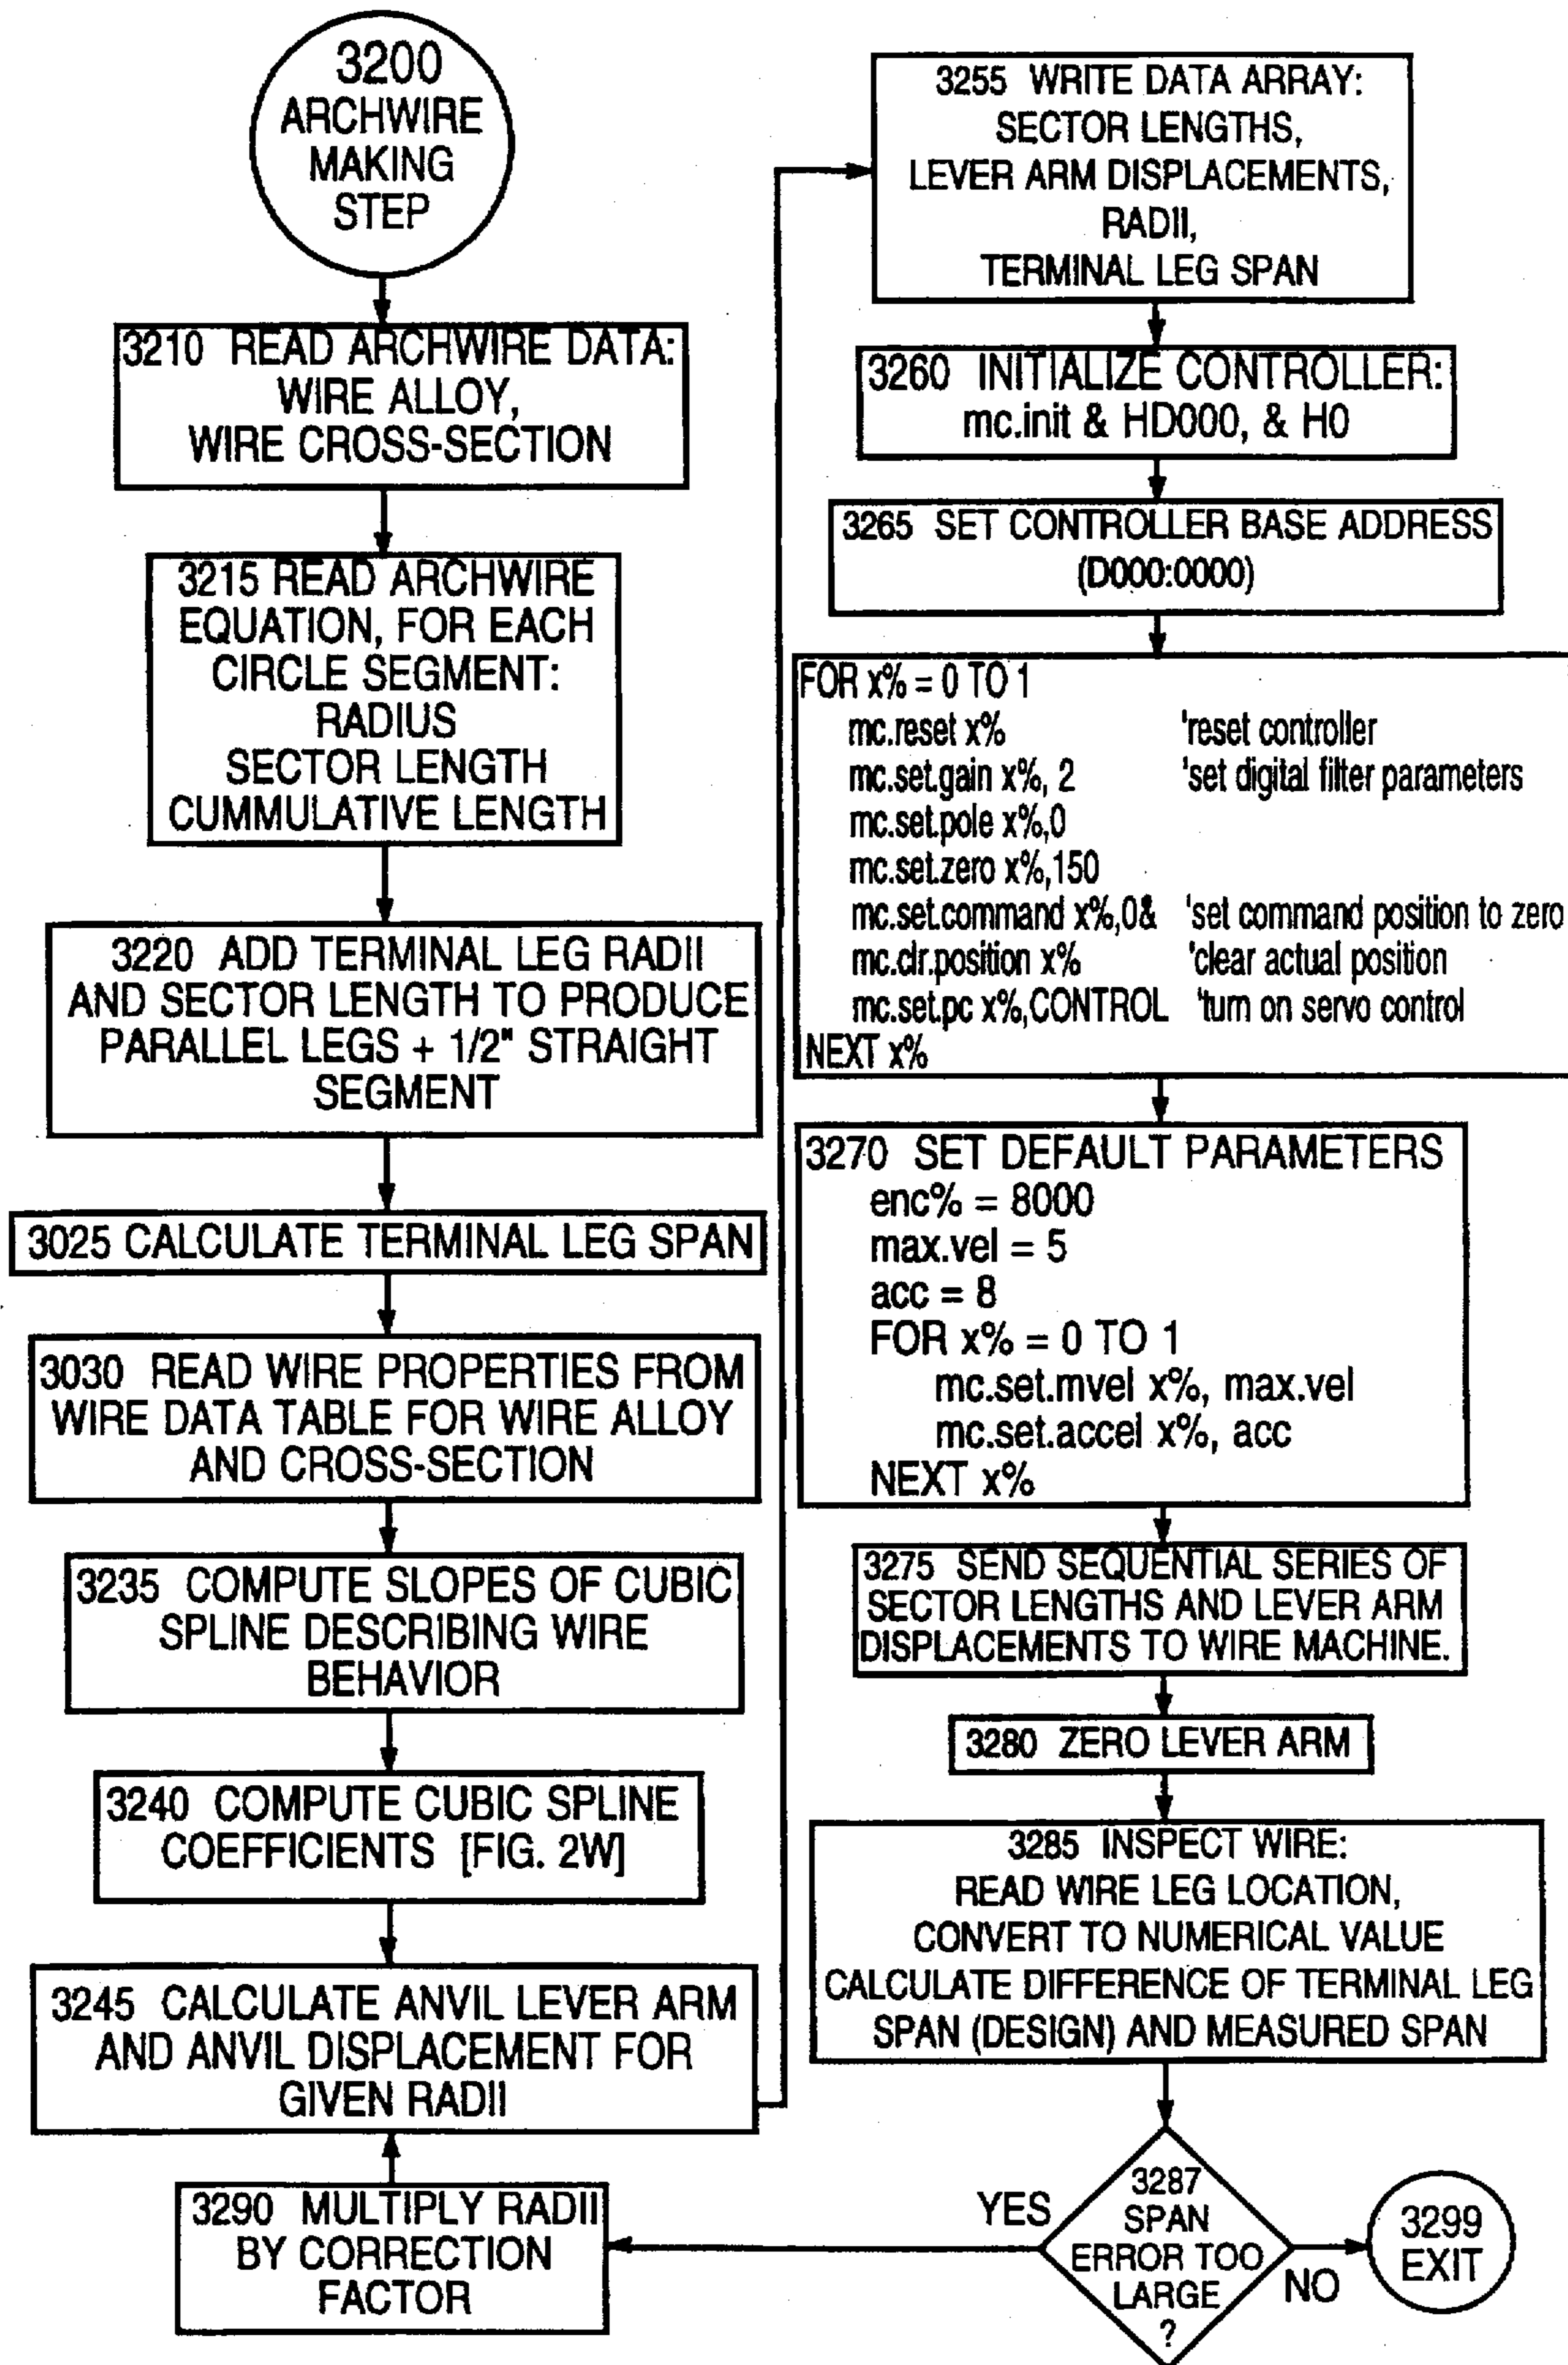 3200
ARCHWIRE
MAKING
STEP
3210 READ ARCHWIRE DATA:
WIRE ALLOY,
WIRE CROSS-SECTION
3215 READ ARCHWIRE
EQUATION, FOR EACH
CIRCLE SEGMENT:
RADIUS
SECTOR LENGTH
CUMMULATIVE LENGTH
3220 ADD TERMINAL LEG RADII
AND SECTOR LENGTH TO PRODUCE
PARALLEL LEGS + 1/2" STRAIGHT
SEGMENT
3025 CALCULATE TERMINAL LEG SPAN
3030 READ WIRE PROPERTIES FROM
WIRE DATA TABLE FOR WIRE ALLOY
AND CROSS-SECTION
3235 COMPUTE SLOPES OF CUBIC
SPLINE DESCRIBING WIRE
BEHAVIOR
3240 COMPUTE CUBIC SPLINE
COEFFICIENTS [FIG. 2W]
3245 CALCULATE ANVIL LEVER ARM
AND ANVIL DISPLACEMENT FOR
GIVEN RADII
3290 MULTIPLY RADII
BY CORRECTION
FACTOR
3255 WRITE DATA ARRAY:
SECTOR LENGTHS,
LEVER ARM DISPLACEMENTS,
RADII,
TERMINAL LEG SPAN
3260 INITIALIZE CONTROLLER:
mc.init & HD000, & H0
3265 SET CONTROLLER BASE ADDRESS
(D000:0000)
FOR x% = 0 TO 1
mc.reset x% 'reset controller
mc.set.gain x%, 2 'set digital filter parameters
mc.set.pole x%,0
mc.set.zero x%,150
mc.set.command x%,0& 'set command position to zero
mc.clr.position x% 'clear actual position
mc.set.pc x%,CONTROL 'turn on servo control
NEXT x%
3270 SET DEFAULT PARAMETERS
enc% = 8000
max.vel = 5
acc = 8
FOR x% = 0 TO 1
mc.set.mvel x%, max.vel
mc.set.accel x%, acc
NEXT x%
3275 SEND SEQUENTIAL SERIES OF
SECTOR LENGTHS AND LEVER ARM
DISPLACEMENTS TO WIRE MACHINE.
3280 ZERO LEVER ARM
3285 INSPECT WIRE:
READ WIRE LEG LOCATION,
CONVERT TO NUMERICAL VALUE
CALCULATE DIFFERENCE OF TERMINAL LEG
SPAN (DESIGN) AND MEASURED SPAN
3287
SPAN
ERROR TOO
LARGE
?
YES
NO
3299
EXIT